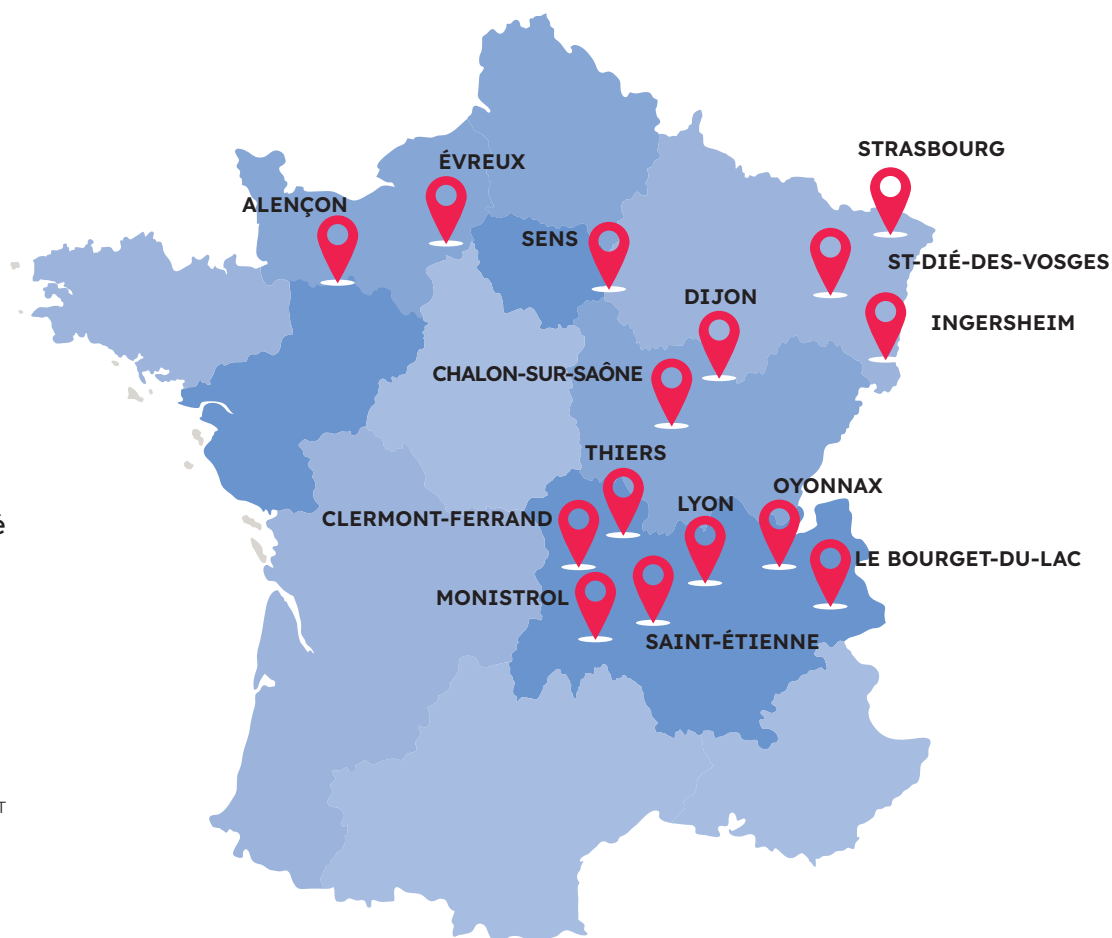 STRASBOURG
ÉVREUX
ALENÇON
SENS
ST-DIÉ-DES-VOSGES
DIJON
INGERSHEIM
CHALON-SUR-SAÔNE
THIERS
OYONNAX
LYON
CLERMONT-FERRAND
é
LE BOURGET-DU-LAC
MONISTROL
SAINT-ÉTIENNE
T